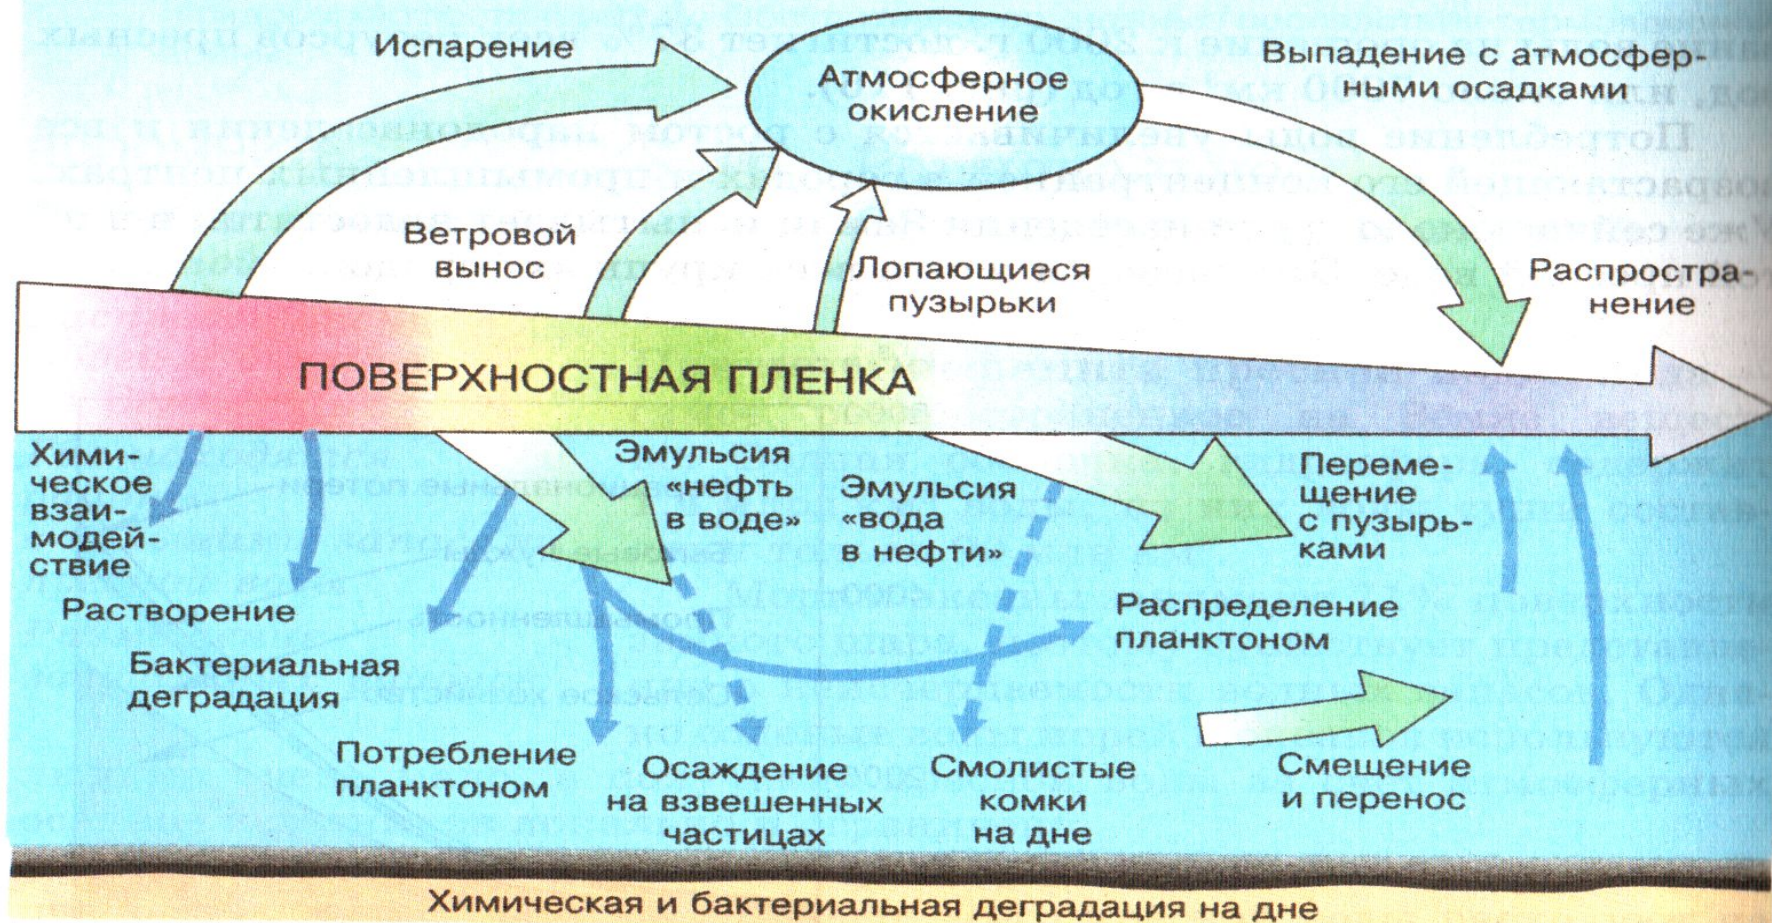 Испарение
Атмосферное
окисление
Выпадение с атмосфер-
ными осадками
Ветровой
вынос
Лопающиеся
пузырьки
Распростра-
нение
ПОВЕРХНОСТНАЯ ПЛЕНКА
Хими-
ческое
взаи-
модей-
ствие
Эмульсия
«нефть
в воде»
Эмульсия
«вода
в нефти»
Переме-
щение
с пузырь-
ками
Растворение
Бактериальная
деградация
Распределение
планктоном
Потребление
планктоном
Осаждение
на взвешенных
частицах
Смолистые
комки
на дне
Смещение
и перенос
Химическая и бактериальная деградация на дне